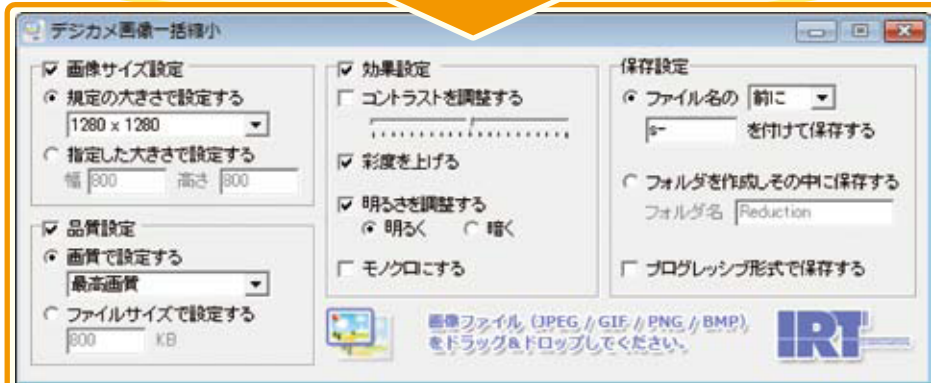 デジカメ画像一括縮小
画像サイズ設定
規定の大きさで設定する
1280 x 1280
指定した大きさで設定する
幅 800 高さ 800
品質設定
画質で設定する
最高画質
ファイルサイズで設定する
800 KB
効果設定
コントラストを調整する
彩度を上げる
明るさを調整する
明るく 暗く
モノクロにする
保存設定
ファイル名の 前に
s- を付けて保存する
フォルダを作成しその中に保存する
フォルダ名 Reduction
プログレッシブ形式で保存する
画像ファイル (JPEG / GIF / PNG / BMP)
をドラッグ&ドロップしてください。
IRT